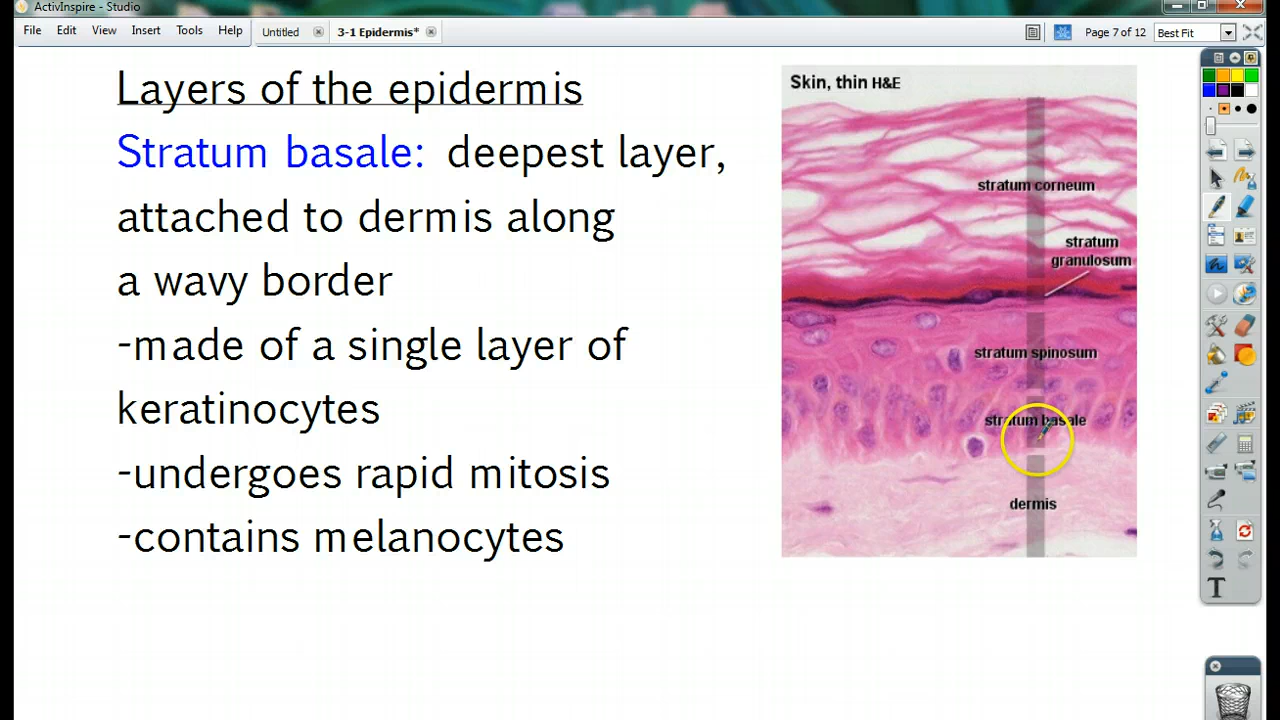 ActivInspire - Studio
File Edit View Insert Tools Help
Untitled
3-1 Epidermis*
Page 7 of 12
Best Fit
Layers of the epidermis
Stratum basale: deepest layer,
attached to dermis along
a wavy border
-made of a single layer of
keratinocytes
-undergoes rapid mitosis
-contains melanocytes
Skin, thin H&E
stratum corneum
stratum
granulosum
stratum spinosum
stratum basale
dermis
T